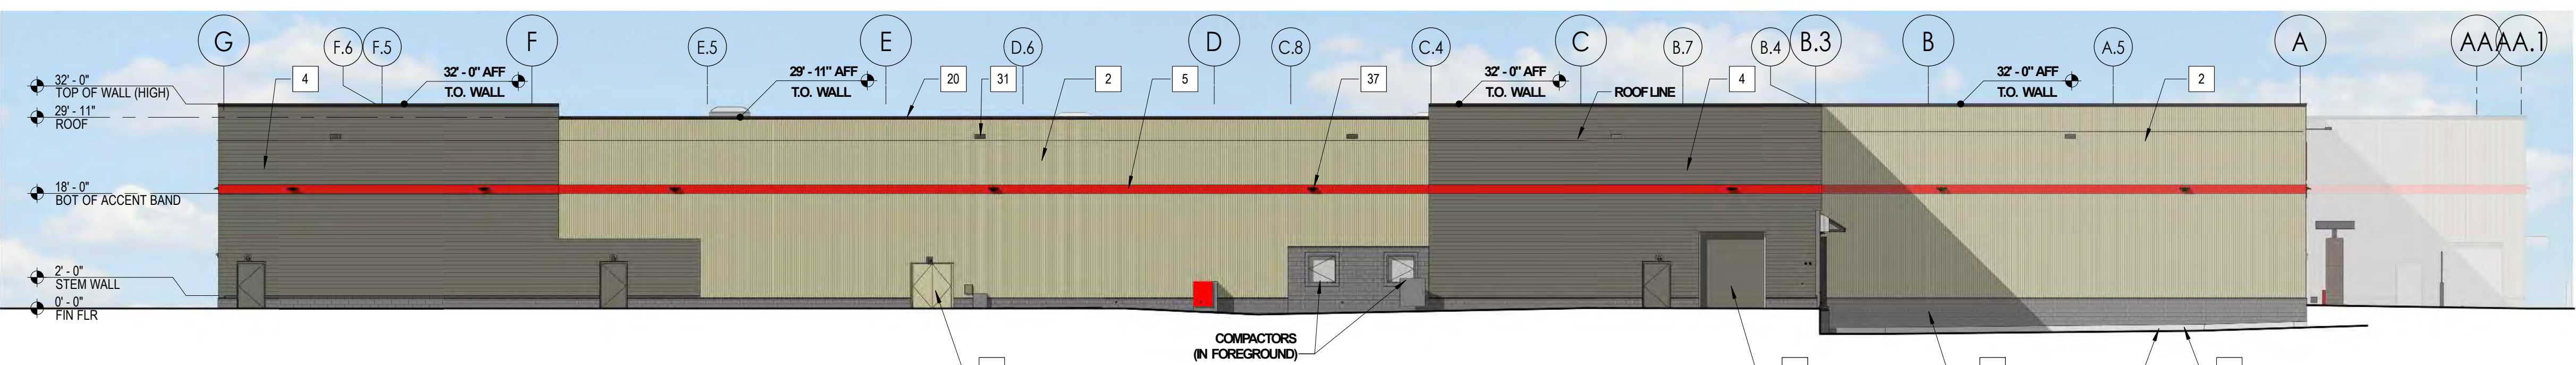 G
F.6
F.5
F
E.5
E
D.6
D
C.8
C.4
C
B.7
B.4
B.3
B
A.5
A
AA
AA.1
32' - 0"
TOP OF WALL (HIGH)
4
32' - 0" AFF
T.O. WALL
29' - 11" AFF
T.O. WALL
20
31
2
5
37
32' - 0" AFF
T.O. WALL
ROOF LINE
4
32' - 0" AFF
T.O. WALL
2
29' - 11"
ROOF
18' - 0"
BOT OF ACCENT BAND
2' - 0"
STEM WALL
0' - 0"
FIN FLR
COMPACTORS
(IN FOREGROUND)